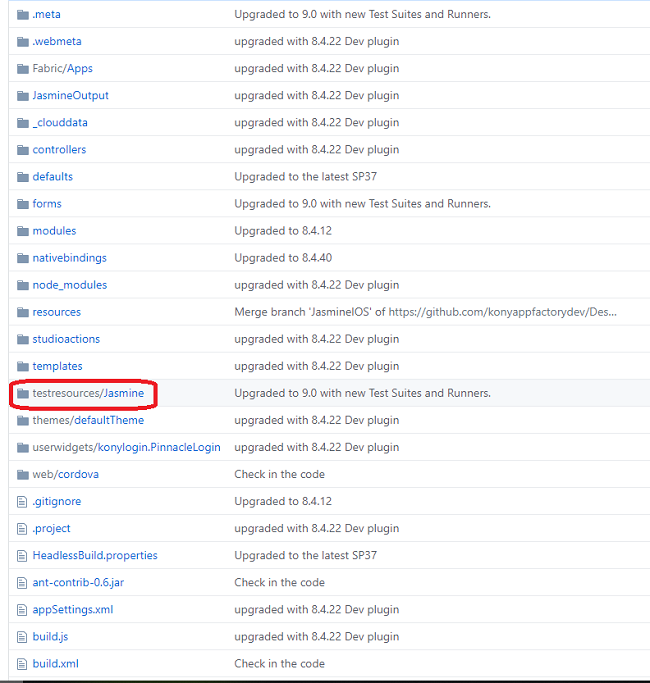 .meta Upgraded to 9.0 with new Test Suites and Runners.
.webmeta upgraded with 8.4.22 Dev plugin
Fabric/Apps upgraded with 8.4.22 Dev plugin
JasmineOutput upgraded with 8.4.22 Dev plugin
_clouddata upgraded with 8.4.22 Dev plugin
controllers upgraded with 8.4.22 Dev plugin
defaults Upgraded to the latest SP37
forms Upgraded to 9.0 with new Test Suites and Runners.
modules Upgraded to 8.4.12
nativebindings Upgraded to 8.4.40
node_modules upgraded with 8.4.22 Dev plugin
resources Merge branch 'JasmineIOS' of https://github.com/konyappfactorydev/Des...
studioactions upgraded with 8.4.22 Dev plugin
templates upgraded with 8.4.22 Dev plugin
testresources/Jasmine Upgraded to 9.0 with new Test Suites and Runners.
themes/defaultTheme upgraded with 8.4.22 Dev plugin
userwidgets/konylogin.PinnacleLogin upgraded with 8.4.22 Dev plugin
web/cordova Check in the code
.gitignore Upgraded to 8.4.12
.project upgraded with 8.4.22 Dev plugin
HeadlessBuild.properties Upgraded to the latest SP37
ant-contrib-0.6.jar Check in the code
appSettings.xml upgraded with 8.4.22 Dev plugin
build.js upgraded with 8.4.22 Dev plugin
build.xml Check in the code